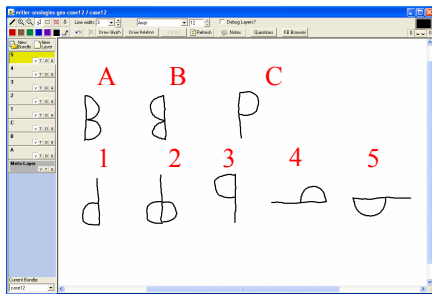 miller-analogies-geo-case12 / case12
Line width: 2 Arial 12 Debug Layers?
Draw Glyph Draw Relation Refresh Notes Questions Kill Browser
New Bundle New Layer
5
4
3
2
1
C
B
A
Meta-Layer
A B C
1 2 3 4 5
Current Bundle:
case12